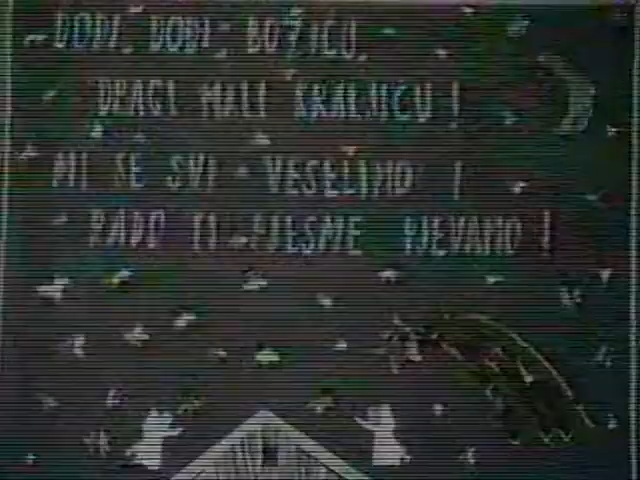 DOĐI, DOĐI, BOŽIĆU,
DRAGI MALI KRALJIĆU!
MI SE SVI VESELIMO!
RADO TI PJESME PJEVAMO!